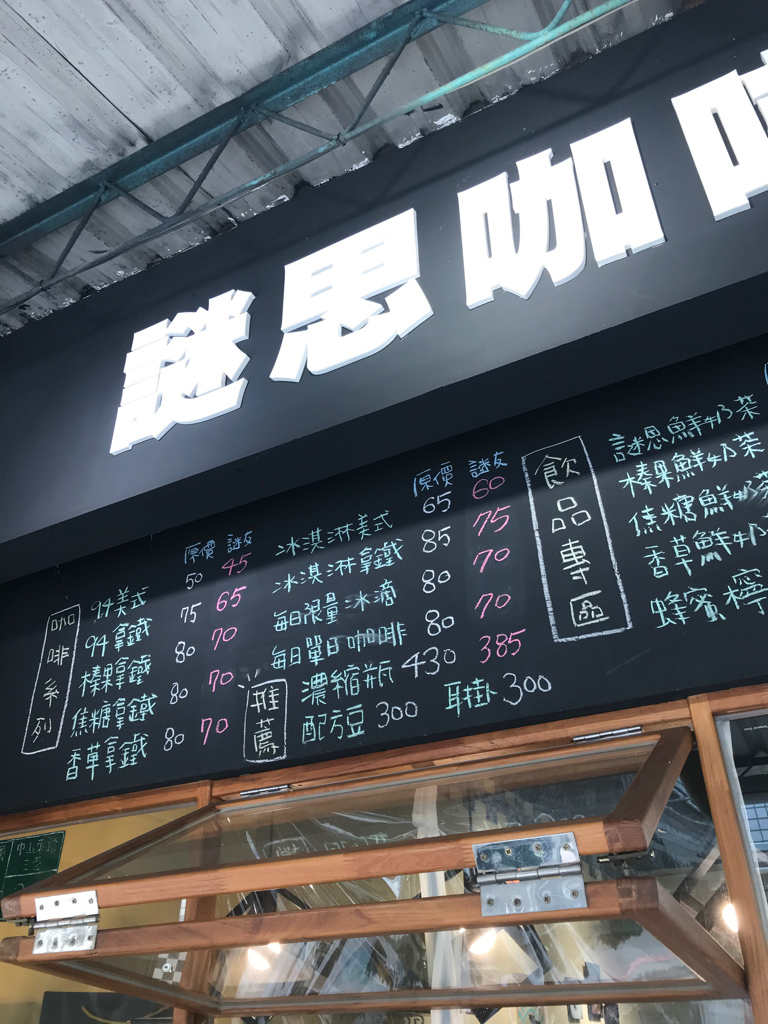 謎思咖
咖啡系列
原價 謎友
94美式 50 45
94拿鐵 75 65
榛果拿鐵 80 70
焦糖拿鐵 80 70
香草拿鐵 80 70
原價 謎友
冰淇淋美式 65 60
冰淇淋拿鐵 85 75
每日限量冰滴 80 70
每日單日咖啡 80 70
推薦
濃縮瓶 430 385
配方豆 300 耳掛 300
飲品專區
謎思鮮奶茶
榛果鮮奶茶
焦糖鮮奶茶
香草鮮奶
蜂蜜檸